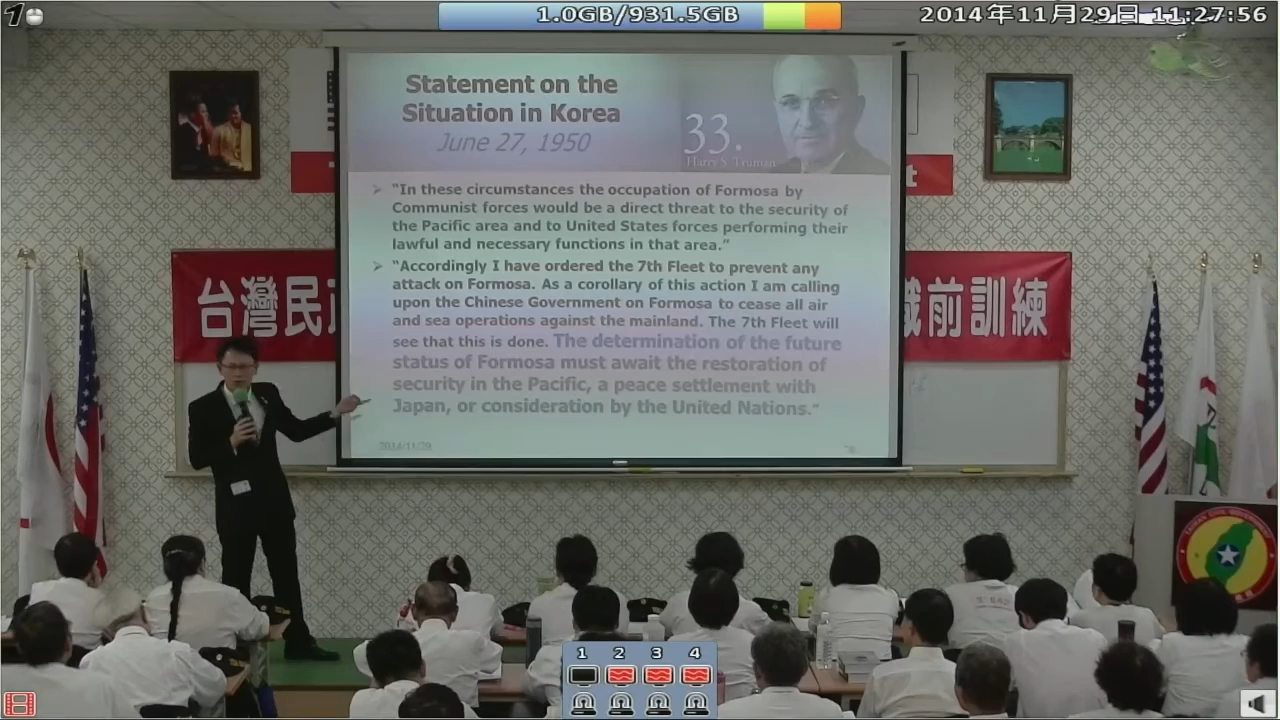 1
1.0GB/931.5GB
2014年11月29日 11:27:56
Statement on the
Situation in Korea
June 27, 1950
33.
Harry S. Truman
t
➢ "In these circumstances the occupation of Formosa by
Communist forces would be a direct threat to the security of
the Pacific area and to United States forces performing their
lawful and necessary functions in that area."
➢ "Accordingly I have ordered the 7th Fleet to prevent any
attack on Formosa. As a corollary of this action I am calling
upon the Chinese Government on Formosa to cease all air
and sea operations against the mainland. The 7th Fleet will
see that this is done. The determination of the future
status of Formosa must await the restoration of
security in the Pacific, a peace settlement with
Japan, or consideration by the United Nations."
2014/11/29
台灣民
職前訓練
TAIWAN CIVIL GOVERNMENT
1 2 3 4